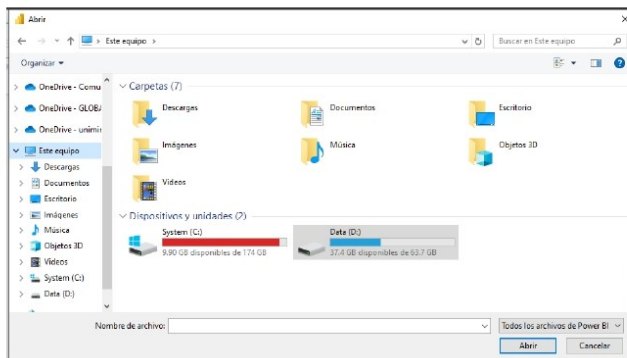 Abrir
Este equipo
Buscar en Este equipo
Organizar
OneDrive - Comu
OneDrive - GLOBA
OneDrive - unimin
Este equipo
Descargas
Documentos
Escritorio
Imágenes
Música
Objetos 3D
Videos
System (C:)
Data (D:)
Carpetas (7)
Descargas
Documentos
Escritorio
Imágenes
Música
Objetos 3D
Videos
Dispositivos y unidades (2)
System (C:)
9.90 GB disponibles de 174 GB
Data (D:)
37.4 GB disponibles de 63.7 GB
Nombre de archivo:
Todos los archivos de Power BI
Abrir
Cancelar